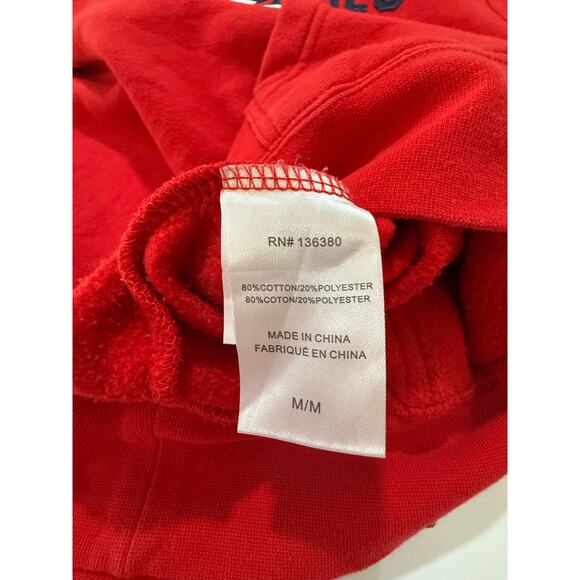 RN# 136380
80%COTTON/20%POLYESTER
80%COTON/20%POLYESTER
MADE IN CHINA
FABRIQUÉ EN CHINA
M/M